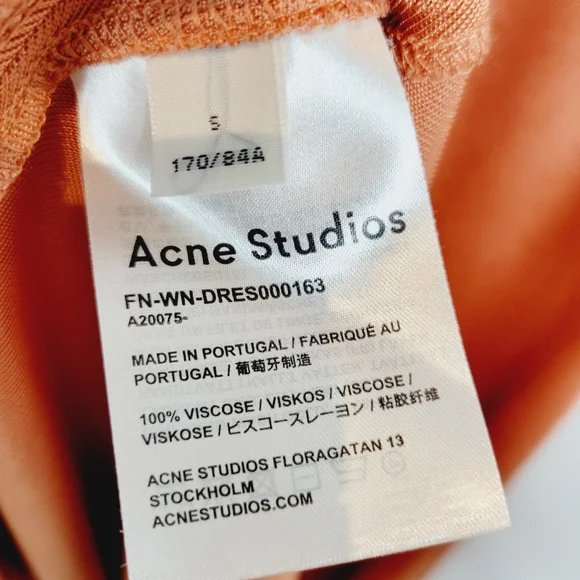 S
170/84A
Acne Studios
FN-WN-DRES000163
A20075-
MADE IN PORTUGAL / FABRIQUÉ AU
PORTUGAL / 葡萄牙制造
100% VISCOSE / VISKOS / VISCOSE /
VISKOSE / ビスコースレーヨン / 粘胶纤维
ACNE STUDIOS FLORAGATAN 13
STOCKHOLM
ACNESTUDIOS.COM